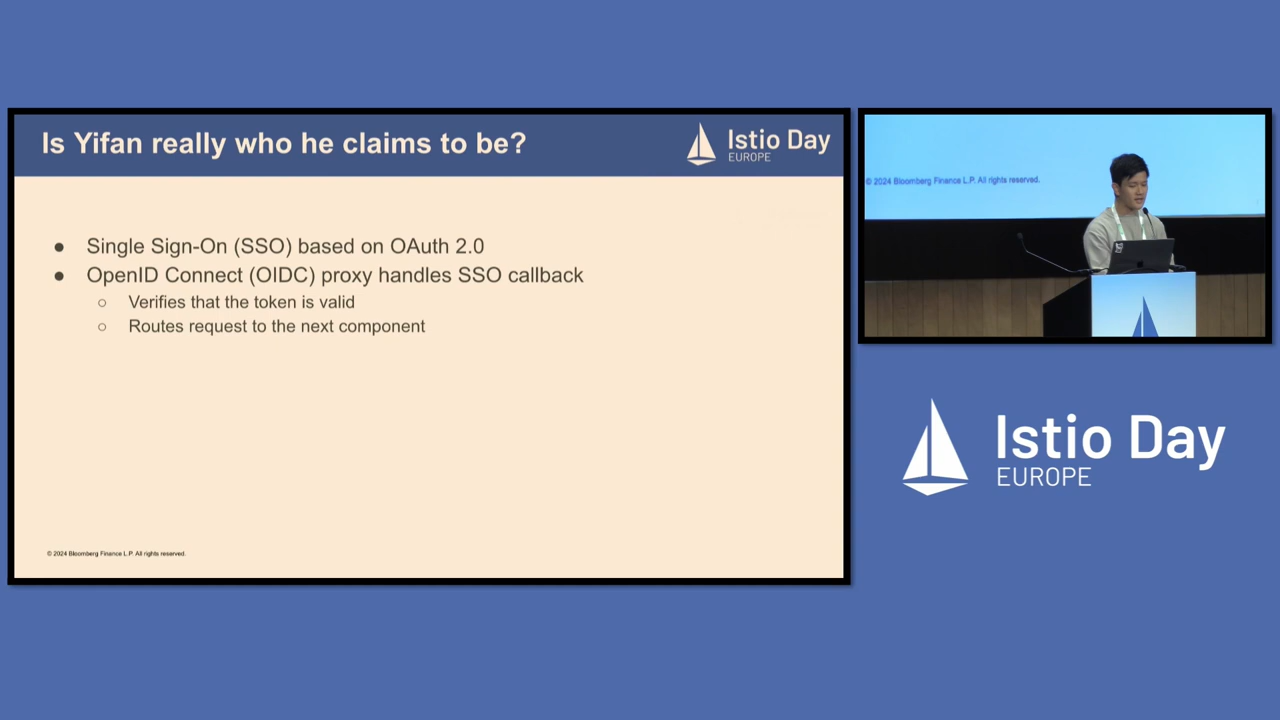 Is Yifan really who he claims to be?
Istio Day
EUROPE
● Single Sign-On (SSO) based on OAuth 2.0
● OpenID Connect (OIDC) proxy handles SSO callback
○ Verifies that the token is valid
○ Routes request to the next component
© 2024 Bloomberg Finance L.P. All rights reserved.
© 2024 Bloomberg Finance L.P. All rights reserved.
Istio Day
EUROPE